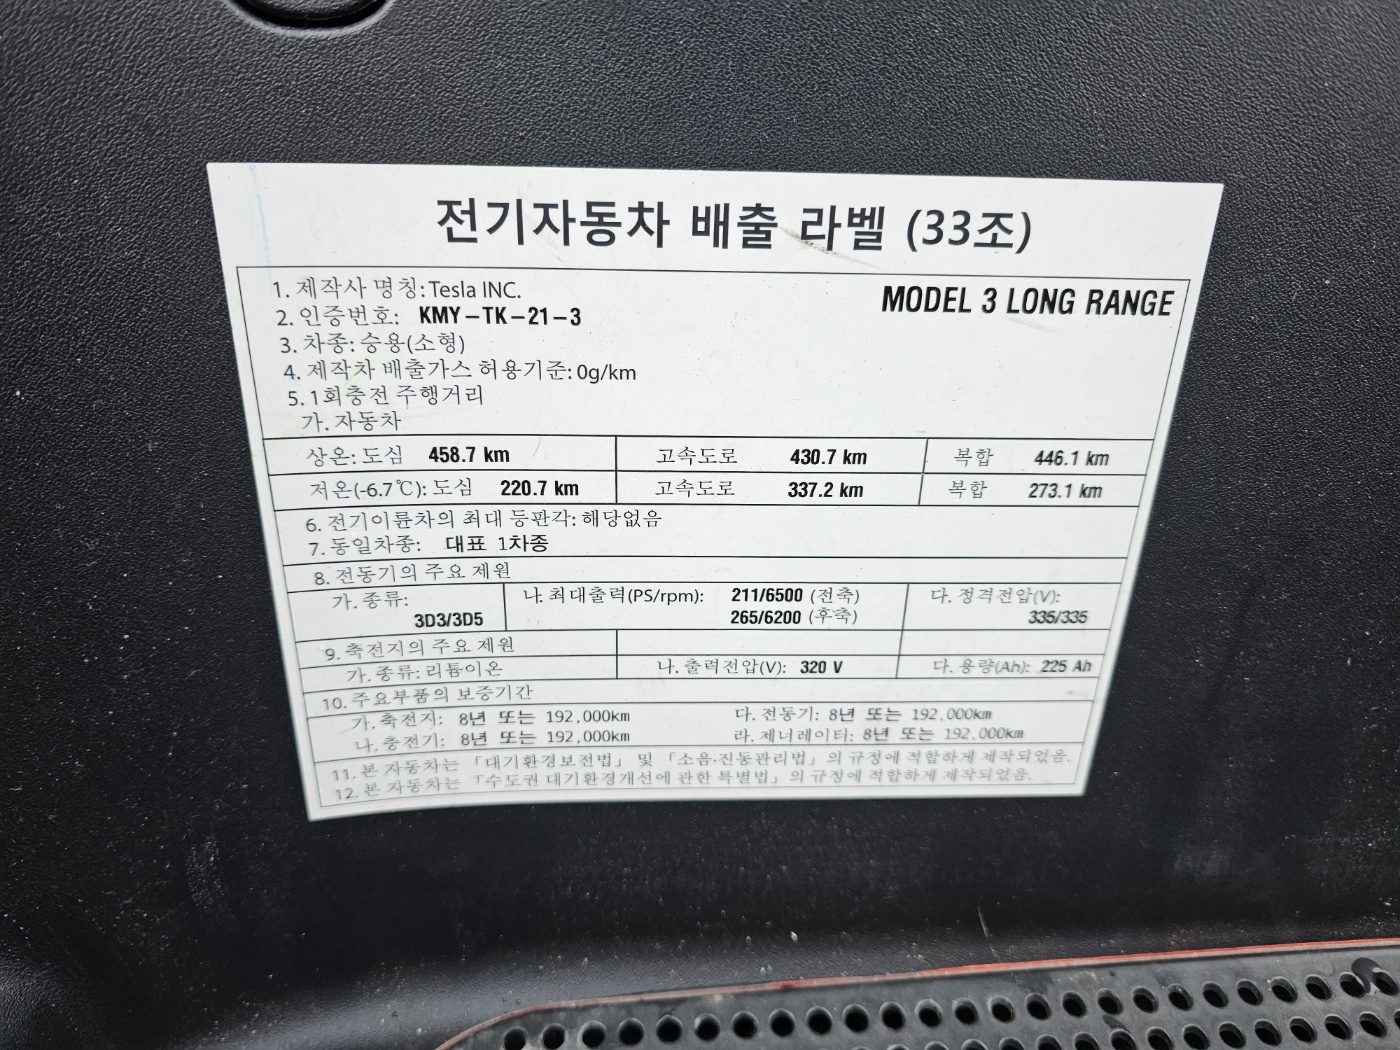 전기자동차 배출 라벨 (33조)
1. 제작사 명칭: Tesla INC.
MODEL 3 LONG RANGE
2. 인증번호: KMY-TK-21-3
3. 차종: 승용(소형)
4. 제작차 배출가스 허용기준: 0g/km
5. 1회충전 주행거리
가. 자동차
상온: 도심 458.7 km 고속도로 430.7 km 복합 446.1 km
저온(-6.7℃): 도심 220.7 km 고속도로 337.2 km 복합 273.1 km
6. 전기이륜차의 최대 등판각: 해당없음
7. 동일차종: 대표 1차종
8. 전동기의 주요 제원
가. 종류: 나. 최대출력(PS/rpm): 211/6500 (전축) 다. 정격전압(V):
3D3/3D5 265/6200 (후축) 335/335
9. 축전지의 주요 제원
가. 종류: 리튬이온 나. 출력전압(V): 320 V 다. 용량(Ah): 225 Ah
10. 주요부품의 보증기간
가. 축전지: 8년 또는 192,000km 다. 전동기: 8년 또는 192,000km
나. 충전기: 8년 또는 192,000km 라. 제너레이터: 8년 또는 192,000km
11. 본 자동차는 「대기환경보전법」 및 「소음·진동관리법」의 규정에 적합하게 제작되었음.
12. 본 자동차는 「수도권 대기환경개선에 관한 특별법」의 규정에 적합하게 제작되었음.